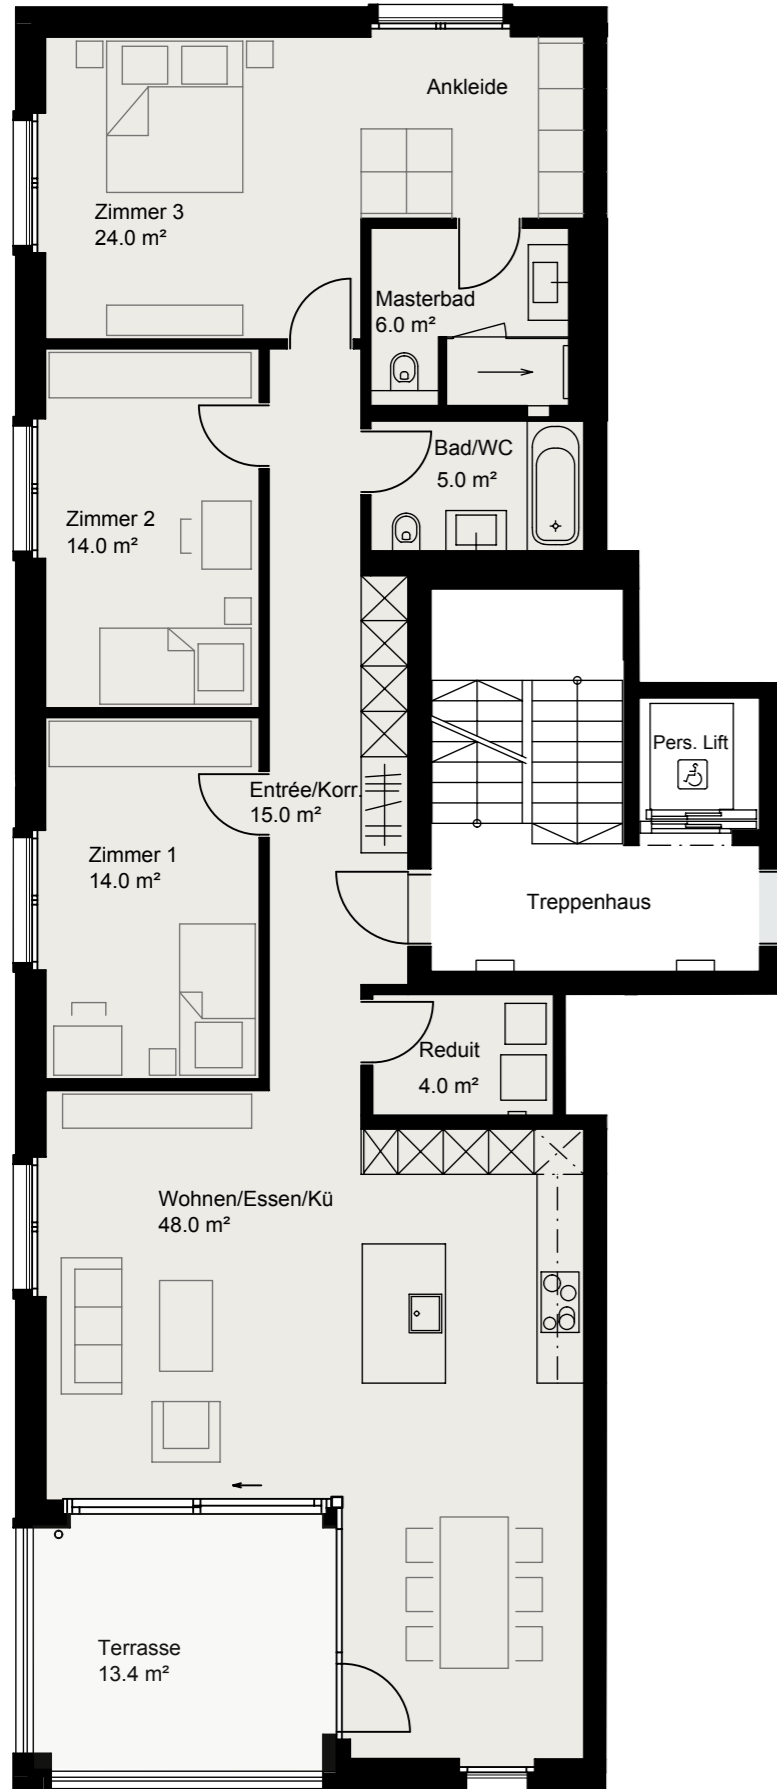 Ankleide
Zimmer 3
24.0 m²
Masterbad
6.0 m²
Bad/WC
5.0 m²
Zimmer 2
14.0 m²
Pers. Lift
Entrée/Korr.
15.0 m²
Zimmer 1
14.0 m²
Treppenhaus
Reduit
4.0 m²
Wohnen/Essen/Kü
48.0 m²
Terrasse
13.4 m²